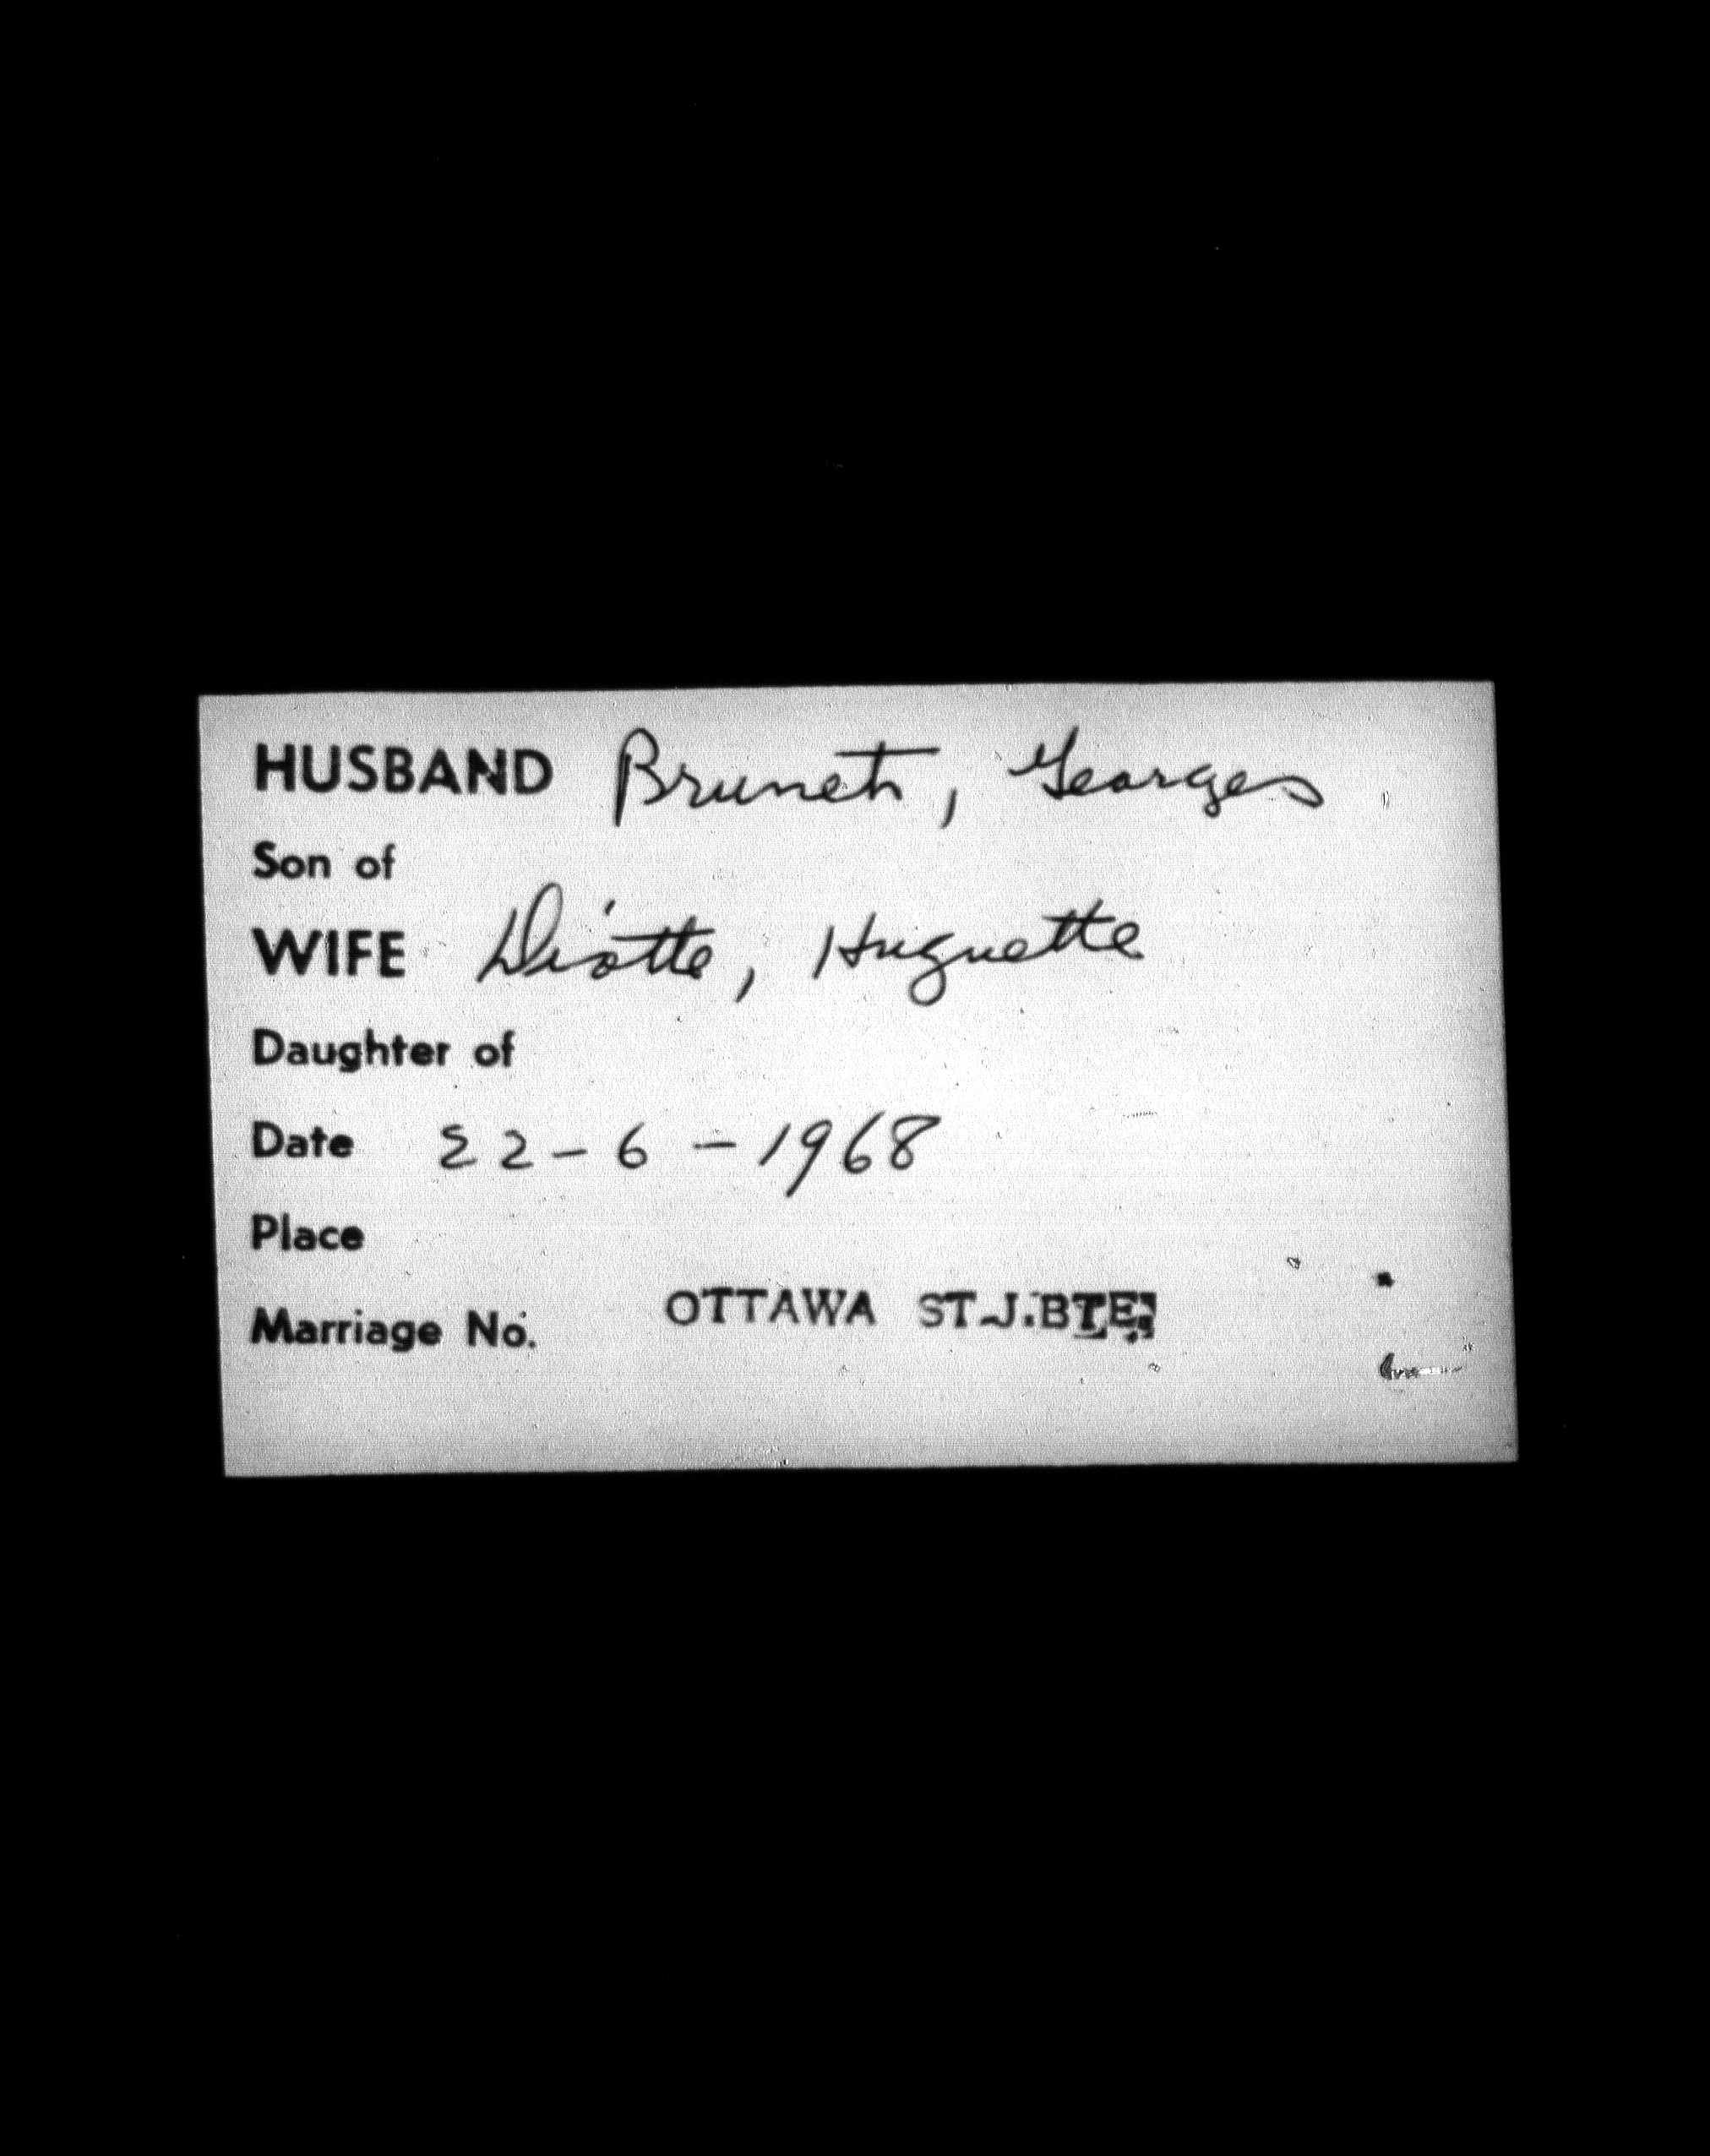 HUSBAND Brunet, Georges
Son of
WIFE Diotte, Huguette
Daughter of
Date 22-6-1968
Place
OTTAWA ST.J.BTE.
Marriage No.